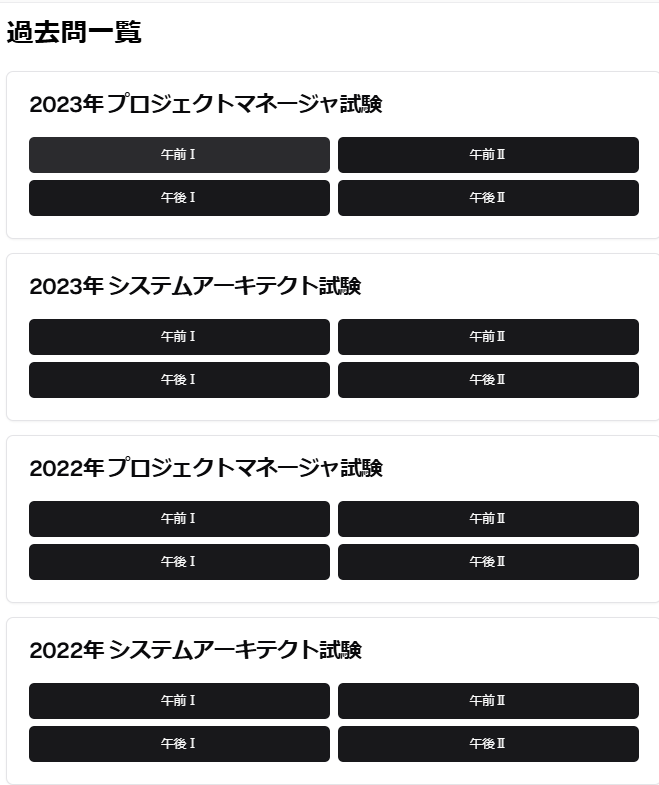 過去問一覧
2023年 プロジェクトマネージャ試験
午前Ⅰ 午前Ⅱ
午後Ⅰ 午後Ⅱ
2023年 システムアーキテクト試験
午前Ⅰ 午前Ⅱ
午後Ⅰ 午後Ⅱ
2022年 プロジェクトマネージャ試験
午前Ⅰ 午前Ⅱ
午後Ⅰ 午後Ⅱ
2022年 システムアーキテクト試験
午前Ⅰ 午前Ⅱ
午後Ⅰ 午後Ⅱ